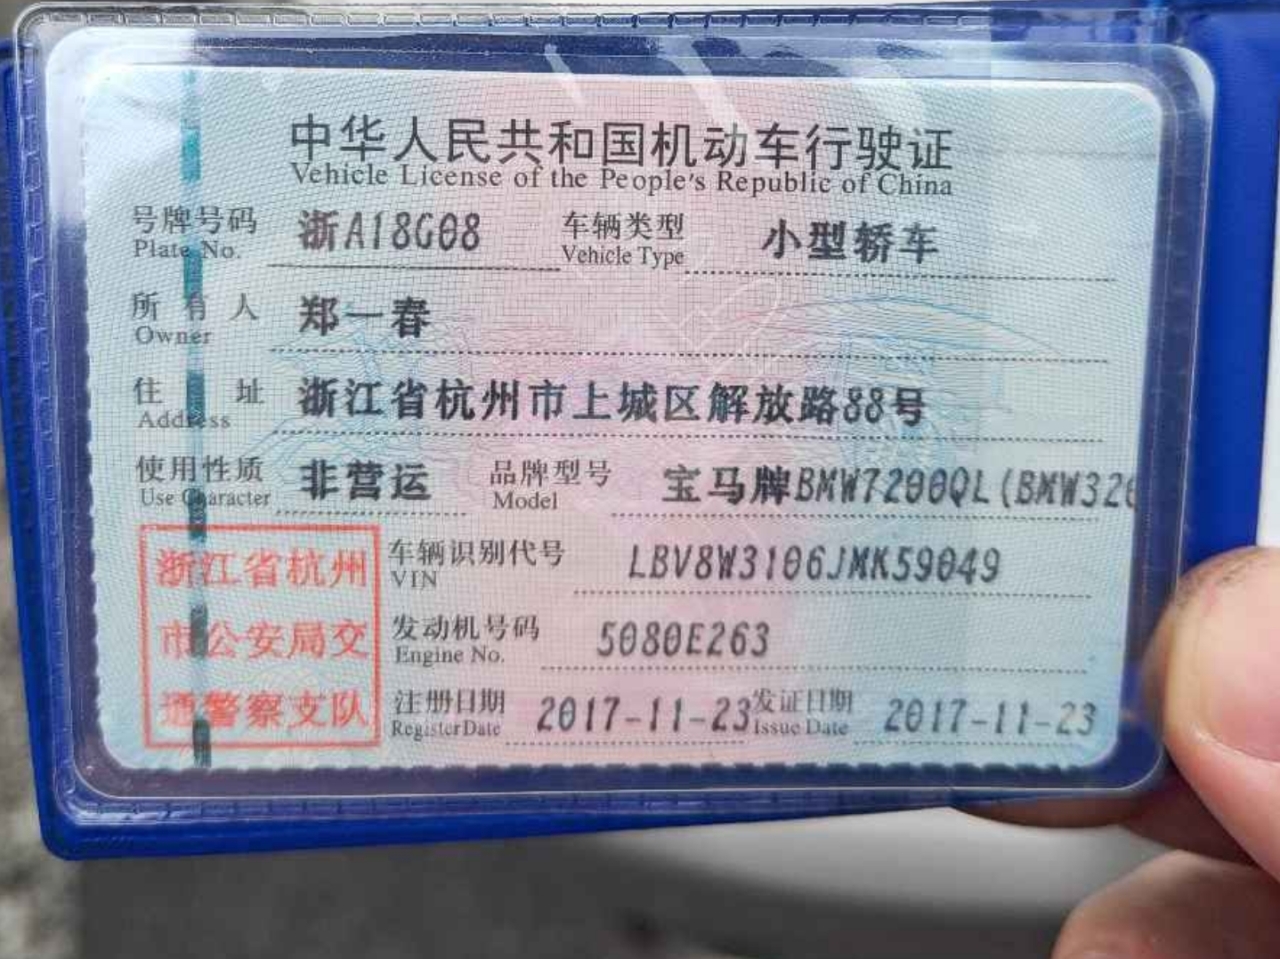 中华人民共和国机动车行驶证
Vehicle License of the People's Republic of China
号牌号码 浙A18G08 车辆类型 小型轿车
Plate No. Vehicle Type
所有人 郑一春
Owner
住址 浙江省杭州市上城区解放路88号
Address
使用性质 非营运 品牌型号 宝马牌BMW7200QL(BMW320
Use Character Model
浙江省杭州
市公安局交
通警察支队
车辆识别代号 LBV8W3106JMK59049
VIN
发动机号码 5080E263
Engine No.
注册日期 2017-11-23 发证日期 2017-11-23
Register Date Issue Date